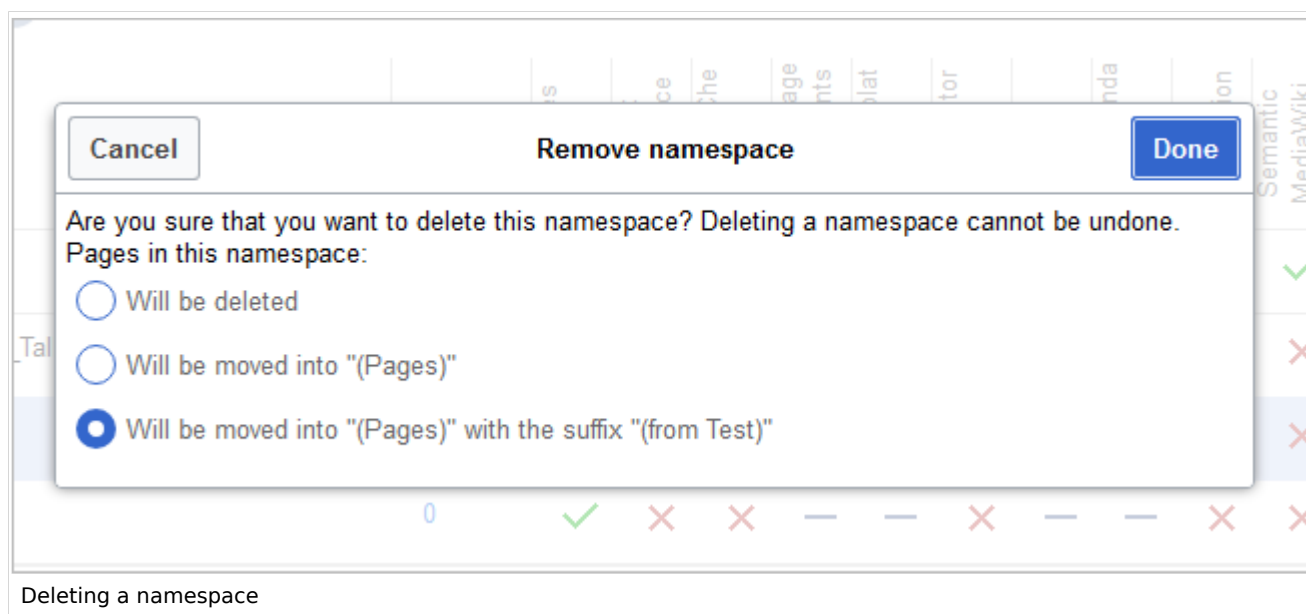 Semantic
MediaWiki
Cancel
Remove namespace
Done
Are you sure that you want to delete this namespace? Deleting a namespace cannot be undone.
Pages in this namespace:
Will be deleted
Will be moved into "(Pages)"
Will be moved into "(Pages)" with the suffix "(from Test)"
0
Deleting a namespace